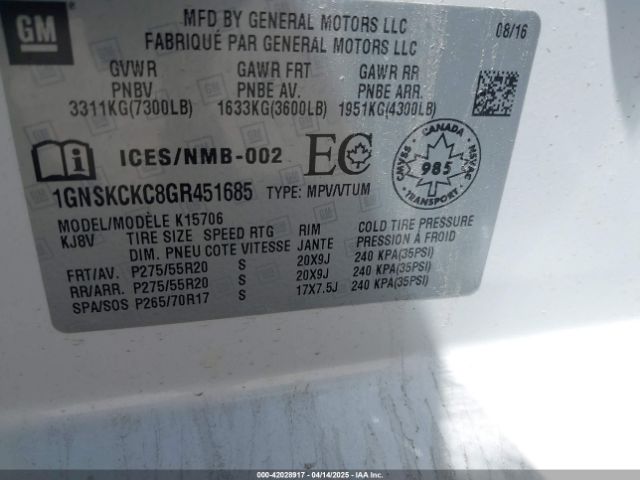 GM
MFD BY GENERAL MOTORS LLC
FABRIQUÉ PAR GENERAL MOTORS LLC
08/16
GVWR GAWR FRT GAWR RR
PNBV PNBE AV. PNBE ARR.
3311KG(7300LB) 1633KG(3600LB) 1951KG(4300LB)
ICES/NMB-002 EC
CANADA
CMVSS 985 NSVAC
TRANSPORT
1GNSKCKC8GR451685 TYPE: MPV/VTUM
MODEL/MODÈLE K15706
KJ8V TIRE SIZE SPEED RTG RIM COLD TIRE PRESSURE
DIM. PNEU COTE VITESSE JANTE PRESSION À FROID
FRT/AV. P275/55R20 S 20X9J 240 KPA(35PSI)
RR/ARR. P275/55R20 S 20X9J 240 KPA(35PSI)
SPA/SOS P265/70R17 S 17X7.5J 240 KPA(35PSI)
000-42028917 - 04/14/2025 - IAAI.COM